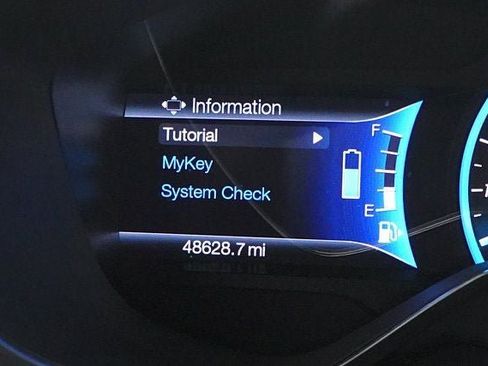 Information
Tutorial
MyKey
System Check
F
E
48628.7 mi